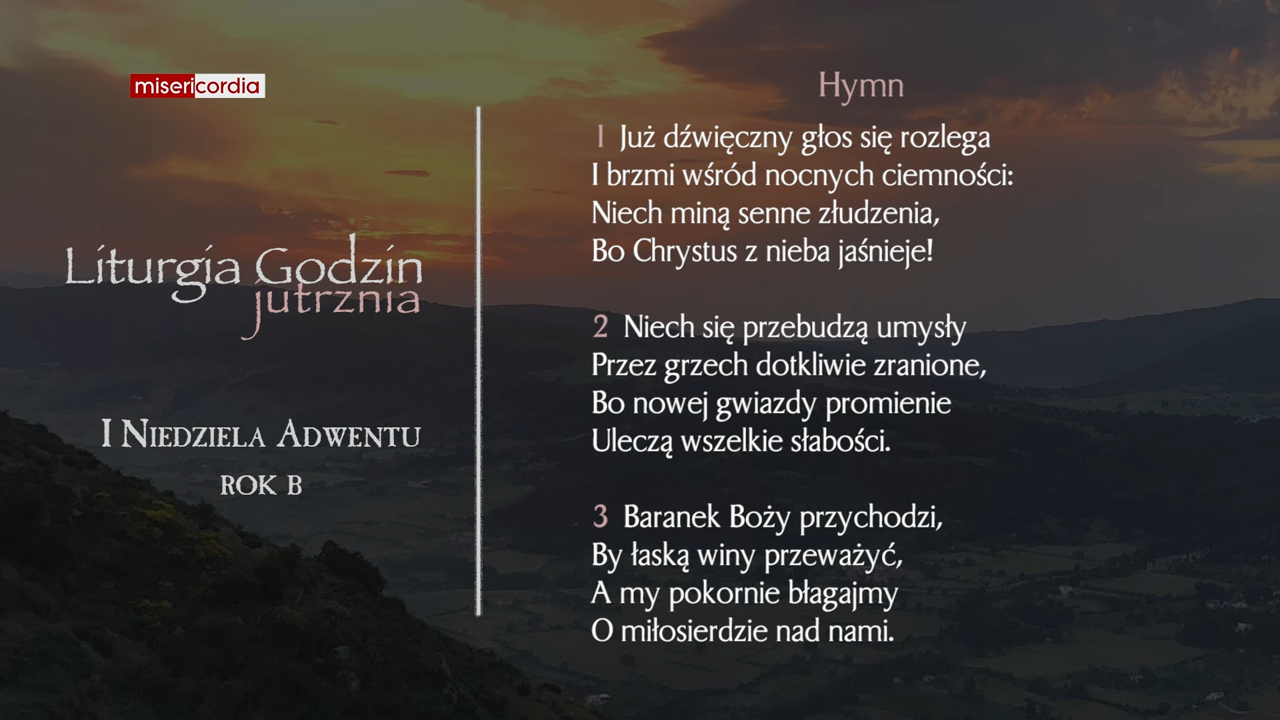 misericordia
Liturgia Godzin
jutrznia
I Niedziela Adwentu
rok B
Hymn
1 Już dźwięczny głos się rozlega
I brzmi wśród nocnych ciemności:
Niech miną senne złudzenia,
Bo Chrystus z nieba jaśnieje!
2 Niech się przebudzą umysły
Przez grzech dotkliwie zranione,
Bo nowej gwiazdy promienie
Uleczą wszelkie słabości.
3 Baranek Boży przychodzi,
By łaską winy przeważyć,
A my pokornie błagajmy
O miłosierdzie nad nami.